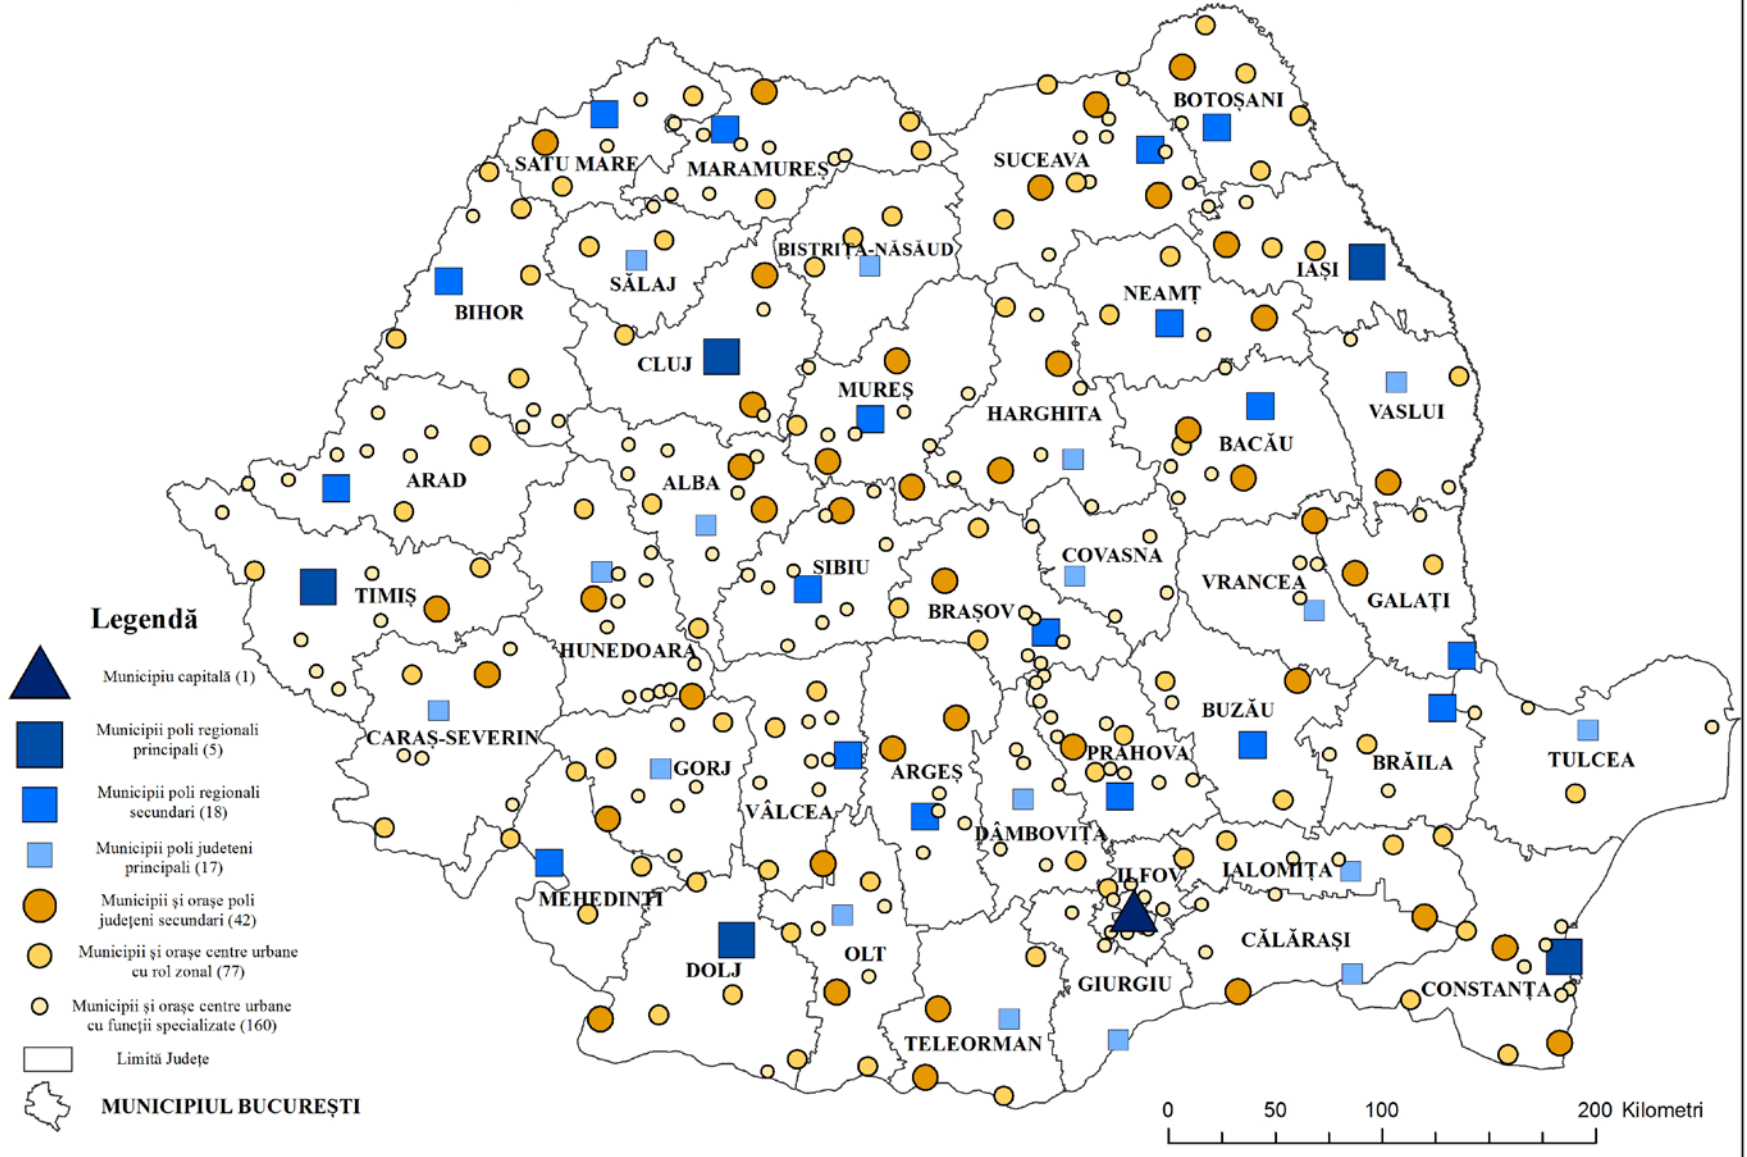 BOTOȘANI
SUCEAVA
SATU MARE
MARAMUREȘ
BISTRIȚA-NĂSĂUD
IAȘI
SĂLAJ
NEAMȚ
BIHOR
CLUJ
MUREȘ
HARGHITA
VASLUI
BACĂU
ARAD
ALBA
COVASNA
SIBIU
VRANCEA
TIMIȘ
BRAȘOV
GALAȚI
HUNEDOARA
BUZĂU
CARAȘ-SEVERIN
PRAHOVA
TULCEA
BRĂILA
GORJ
ARGEȘ
VÂLCEA
DÂMBOVIȚA
IALOMIȚA
ILFOV
MEHEDINȚI
CĂLĂRAȘI
OLT
DOLJ
GIURGIU
CONSTANȚA
TELEORMAN
Legendă
Municipiu capitală (1)
Municipii poli regionali
principali (5)
Municipii poli regionali
secundari (18)
Municipii poli judeteni
principali (17)
Municipii și orașe poli
județeni secundari (42)
Municipii și orașe centre urbane
cu rol zonal (77)
Municipii și orașe centre urbane
cu funcții specializate (160)
Limită Județe
MUNICIPIUL BUCUREȘTI
0 50 100 200 Kilometri